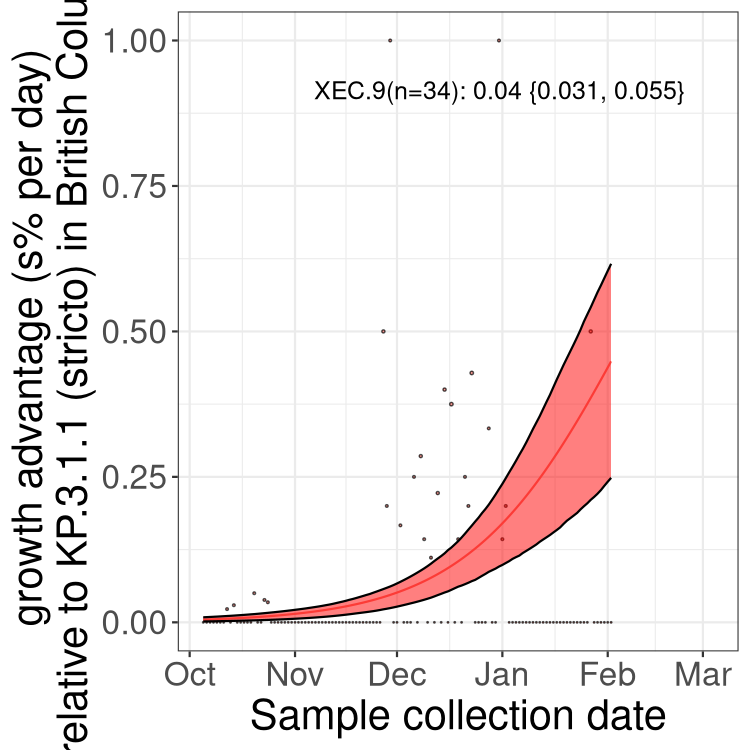 growth advantage (s% per day)
relative to KP.3.1.1 (stricto) in British Colu
1.00
0.75
0.50
0.25
0.00
XEC.9(n=34): 0.04 {0.031, 0.055}
Oct Nov Dec Jan Feb Mar
Sample collection date